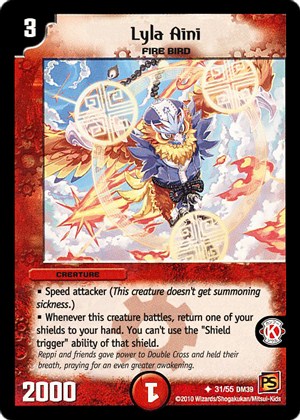 3
Lyla Aini
FIRE BIRD
CREATURE
▪ Speed attacker (This creature doesn't get summoning
sickness.)
▪ Whenever this creature battles, return one of your
shields to your hand. You can't use the "Shield
trigger" ability of that shield.
Reppi and friends gave power to Double Cross and held their
breath, praying for an even greater awakening.
2000
1
✦ 31/55 DM39
PS
K
©2010 Wizards/Shogakukan/Mitsui-Kids